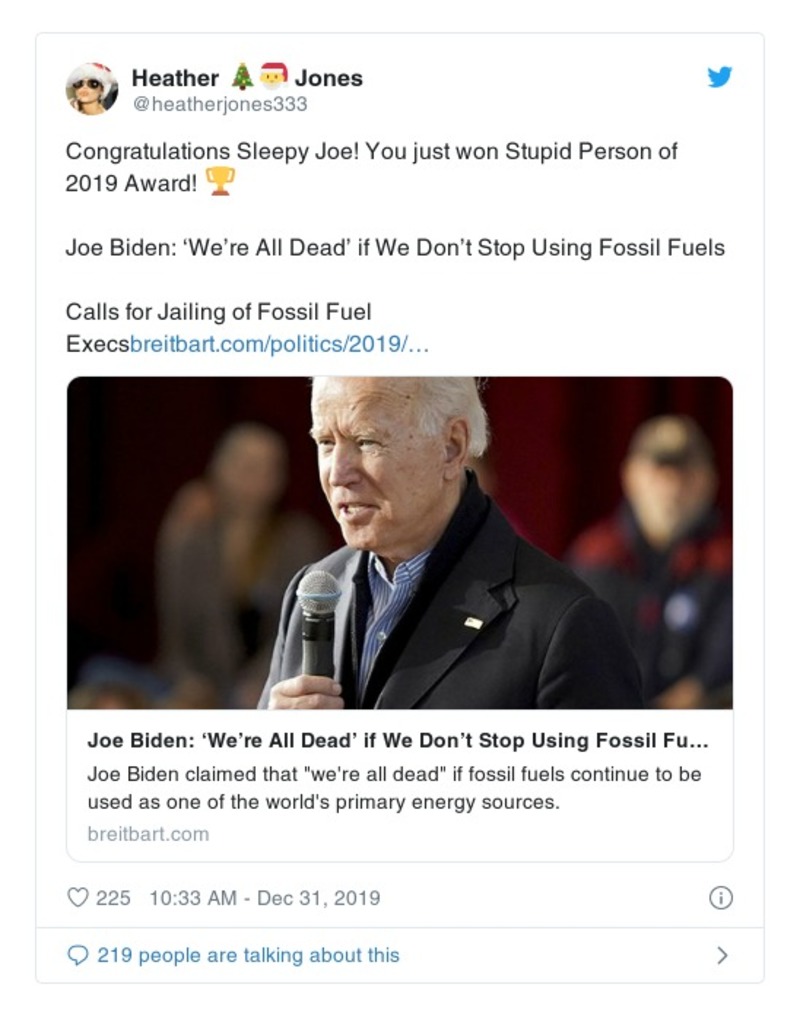 Heather 🎄🎅 Jones
@heatherjones333
Congratulations Sleepy Joe! You just won Stupid Person of
2019 Award! 🏆
Joe Biden: ‘We’re All Dead’ if We Don’t Stop Using Fossil Fuels
Calls for Jailing of Fossil Fuel
Execsbreitbart.com/politics/2019/…
Joe Biden: ‘We’re All Dead’ if We Don’t Stop Using Fossil Fu…
Joe Biden claimed that "we're all dead" if fossil fuels continue to be
used as one of the world's primary energy sources.
breitbart.com
225 10:33 AM - Dec 31, 2019
219 people are talking about this